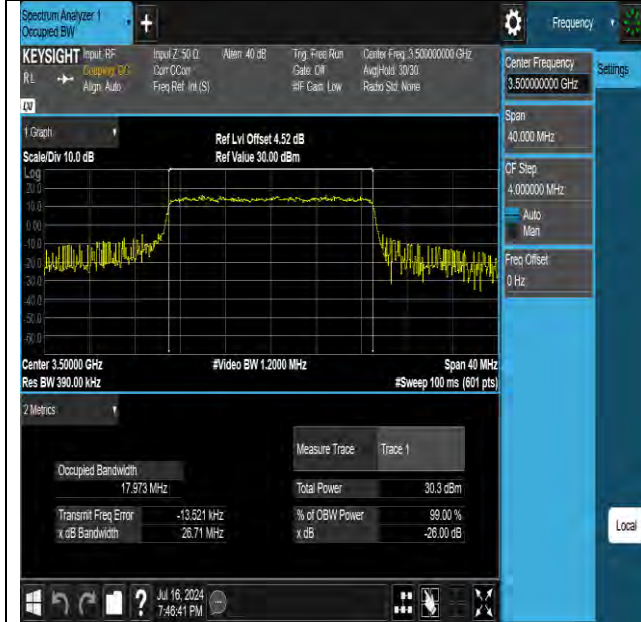 Spectrum Analyzer 1
Occupied BW
Frequency
KEYSIGHT Input: RF
Coupling: DC
Align: Auto
RL
Input Z: 50 Ω
Corr CCorr
Freq Ref: Int (S)
Atten: 40 dB
Trig: Free Run
Gate: Off
#IF Gain: Low
Center Freq: 3.500000000 GHz
Avg|Hold: 30/30
Radio Std: None
Center Frequency
3.500000000 GHz
Settings
Span
40.000 MHz
CF Step
4.000000 MHz
Auto
Man
Freq Offset
0 Hz
1 Graph
Scale/Div 10.0 dB
Ref Lvl Offset 4.52 dB
Ref Value 30.00 dBm
Log
20.0
10.0
0.00
-10.0
-20.0
-30.0
-40.0
-50.0
-60.0
Center 3.50000 GHz
Res BW 390.00 kHz
#Video BW 1.2000 MHz
Span 40 MHz
#Sweep 100 ms (601 pts)
2 Metrics
Measure Trace Trace 1
Occupied Bandwidth
17.973 MHz
Total Power 30.3 dBm
Transmit Freq Error -13.521 kHz
% of OBW Power 99.00 %
x dB Bandwidth 26.71 MHz
x dB -26.00 dB
Local
Jul 16, 2024
7:46:41 PM